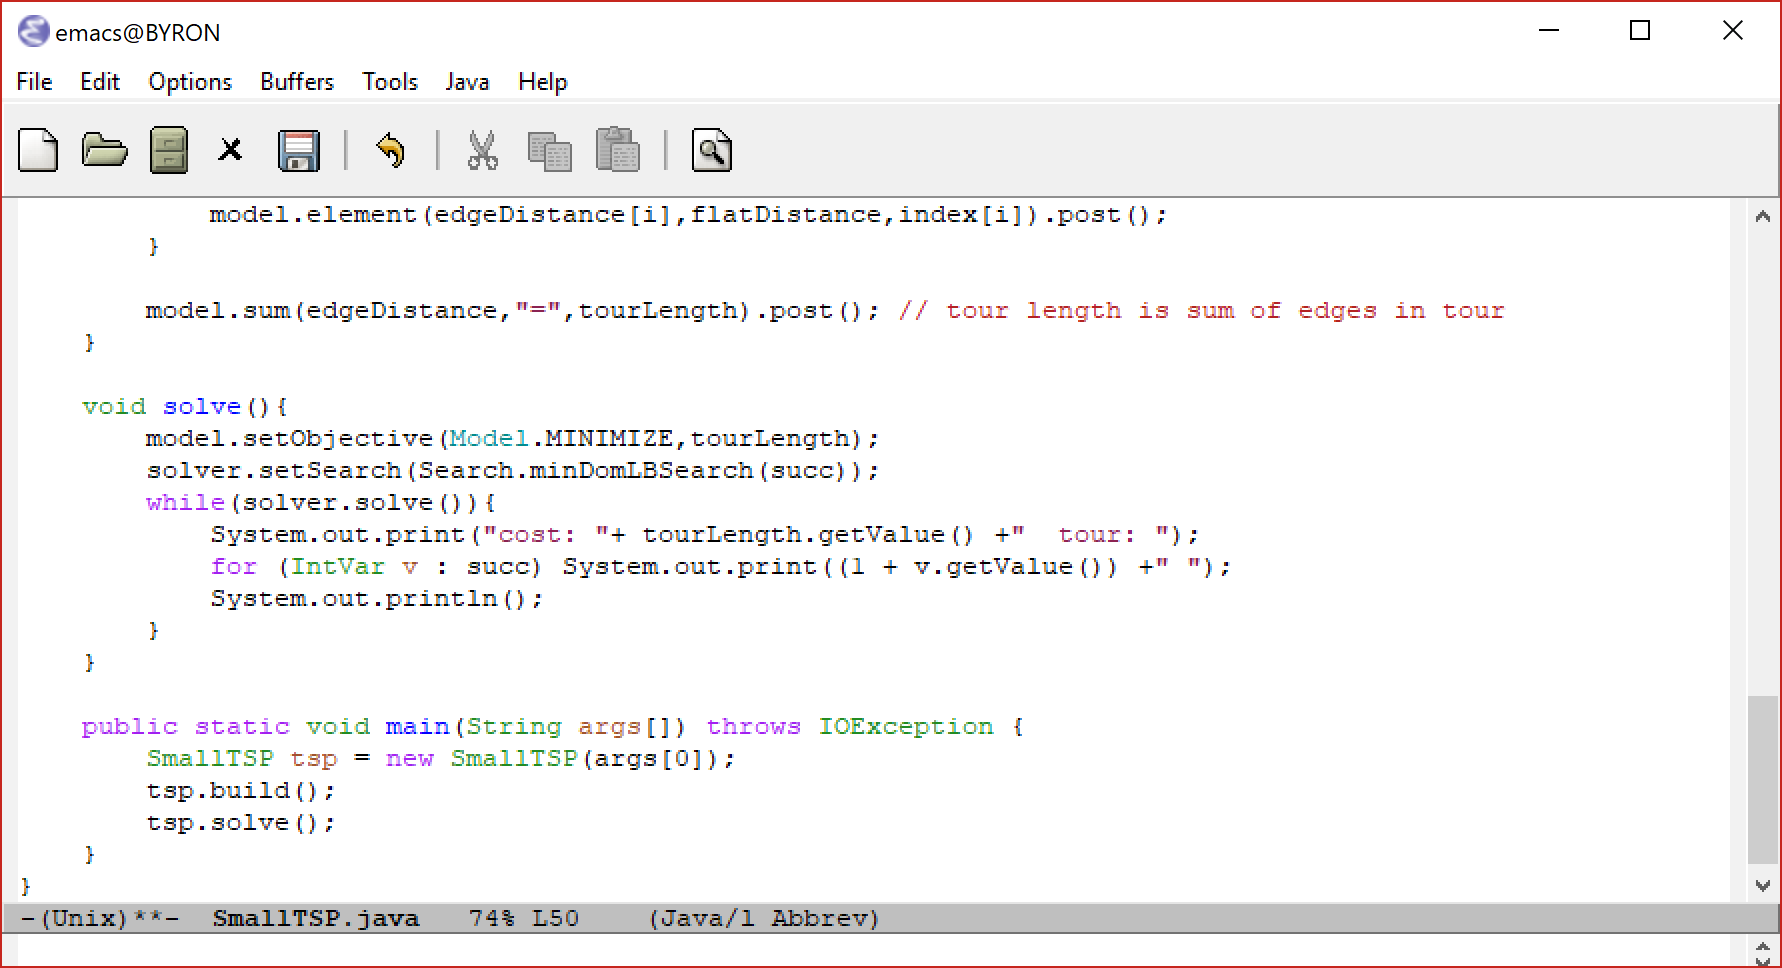 emacs@BYRON
File Edit Options Buffers Tools Java Help
            model.element(edgeDistance[i],flatDistance,index[i]).post();
        }

        model.sum(edgeDistance,"=",tourLength).post(); // tour length is sum of edges in tour
    }

    void solve(){
        model.setObjective(Model.MINIMIZE,tourLength);
        solver.setSearch(Search.minDomLBSearch(succ));
        while(solver.solve()){
            System.out.print("cost: "+ tourLength.getValue() +"  tour: ");
            for (IntVar v : succ) System.out.print((1 + v.getValue()) +" ");
            System.out.println();
        }
    }

    public static void main(String args[]) throws IOException {
        SmallTSP tsp = new SmallTSP(args[0]);
        tsp.build();
        tsp.solve();
    }
}
-(Unix)**-  SmallTSP.java   74% L50    (Java/l Abbrev)